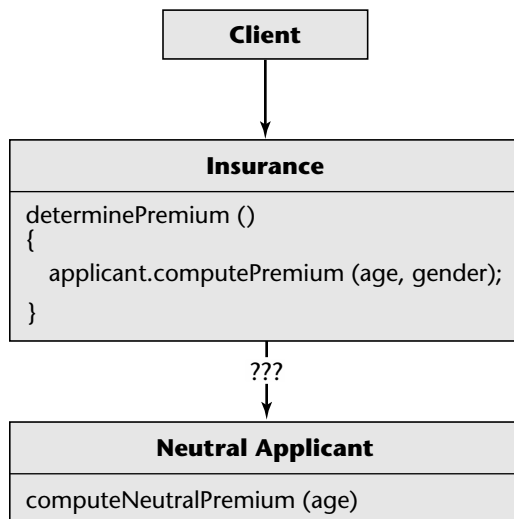 Client
Insurance
determinePremium ()
{
applicant.computePremium (age, gender);
}
???
Neutral Applicant
computeNeutralPremium (age)